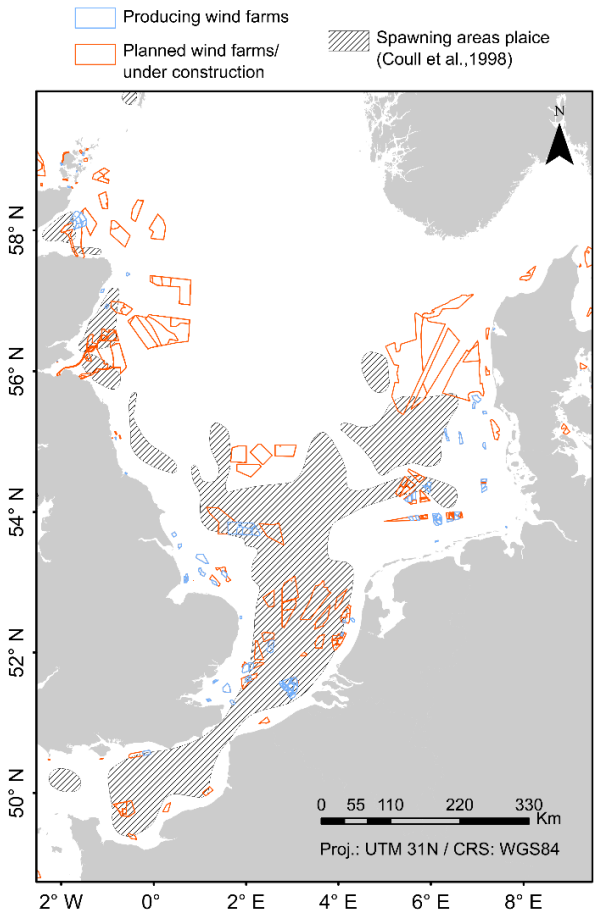 Producing wind farms
Planned wind farms/
under construction
Spawning areas plaice
(Coull et al.,1998)
N
58° N
56° N
54° N
52° N
50° N
0 55 110 220 330
Km
Proj.: UTM 31N / CRS: WGS84
2° W 0° 2° E 4° E 6° E 8° E